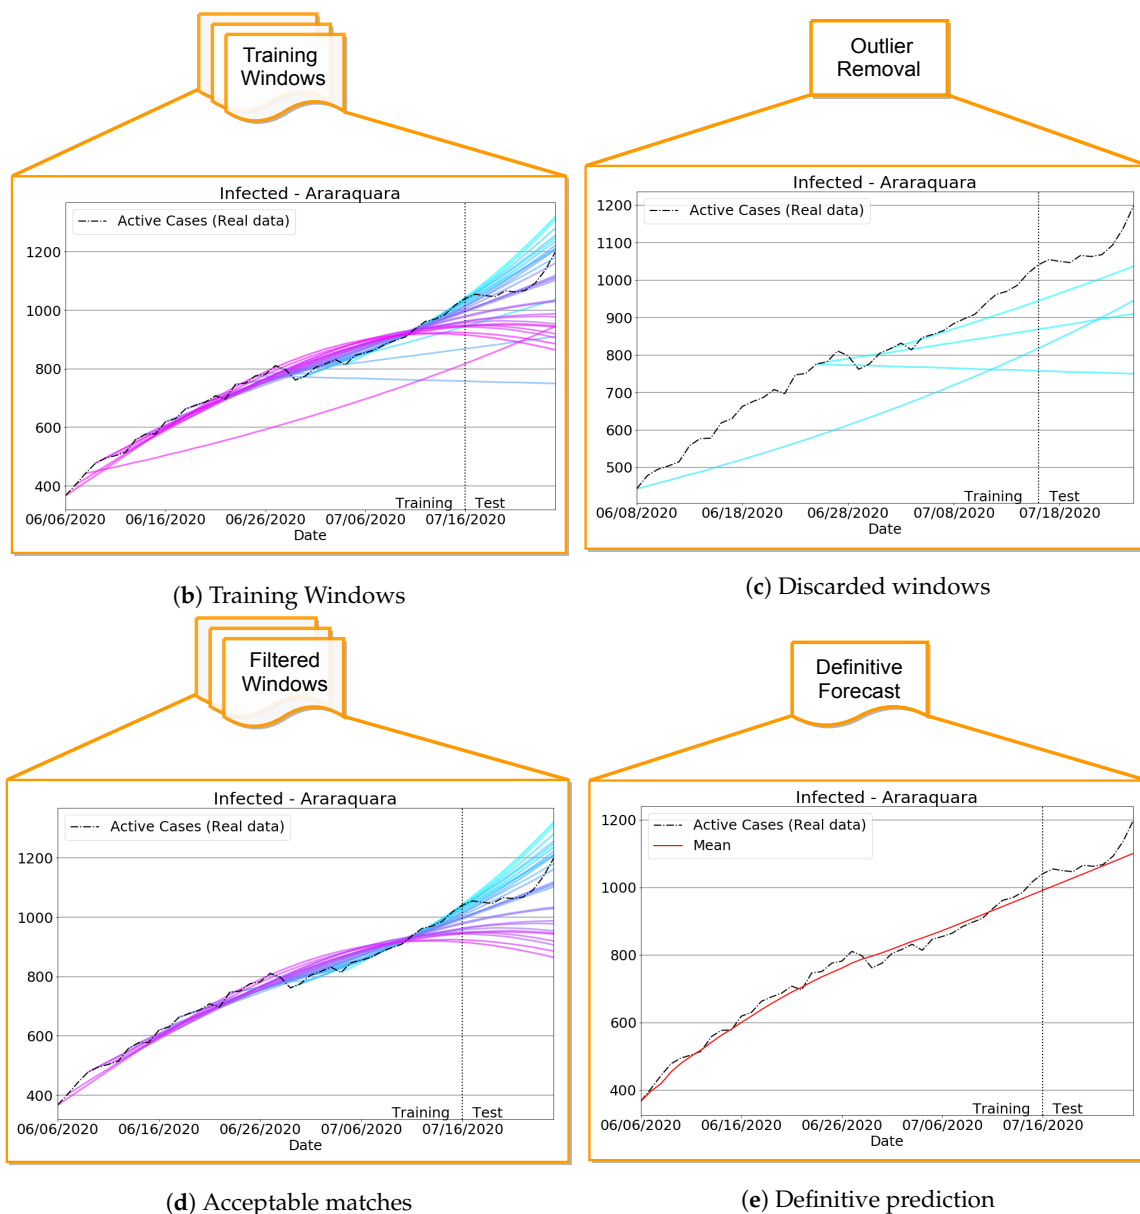 Training
Windows
Infected - Araraquara
Active Cases (Real data)
1200
1000
800
600
400
Training
Test
06/06/2020
06/16/2020
06/26/2020
07/06/2020
07/16/2020
Date
(b) Training Windows
Outlier
Removal
Infected - Araraquara
Active Cases (Real data)
1200
1100
1000
900
800
700
600
500
Training
Test
06/08/2020
06/18/2020
06/28/2020
07/08/2020
07/18/2020
Date
(c) Discarded windows
Filtered
Windows
Infected - Araraquara
Active Cases (Real data)
1200
1000
800
600
400
Training
Test
06/06/2020
06/16/2020
06/26/2020
07/06/2020
07/16/2020
Date
(d) Acceptable matches
Definitive
Forecast
Infected - Araraquara
Active Cases (Real data)
Mean
1200
1000
800
600
400
Training
Test
06/06/2020
06/16/2020
06/26/2020
07/06/2020
07/16/2020
Date
(e) Definitive prediction